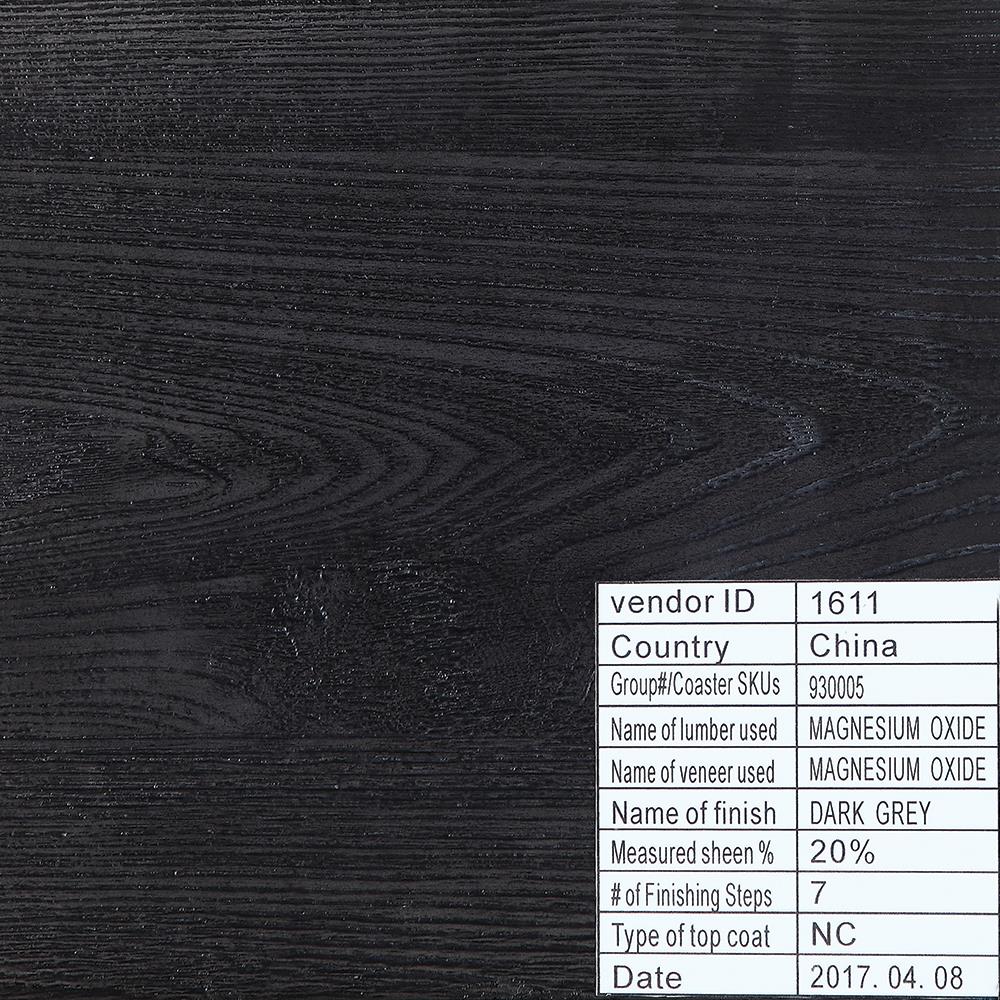 vendor ID 1611
Country China
Group#/Coaster SKUs 930005
Name of lumber used MAGNESIUM OXIDE
Name of veneer used MAGNESIUM OXIDE
Name of finish DARK GREY
Measured sheen % 20%
# of Finishing Steps 7
Type of top coat NC
Date 2017. 04. 08